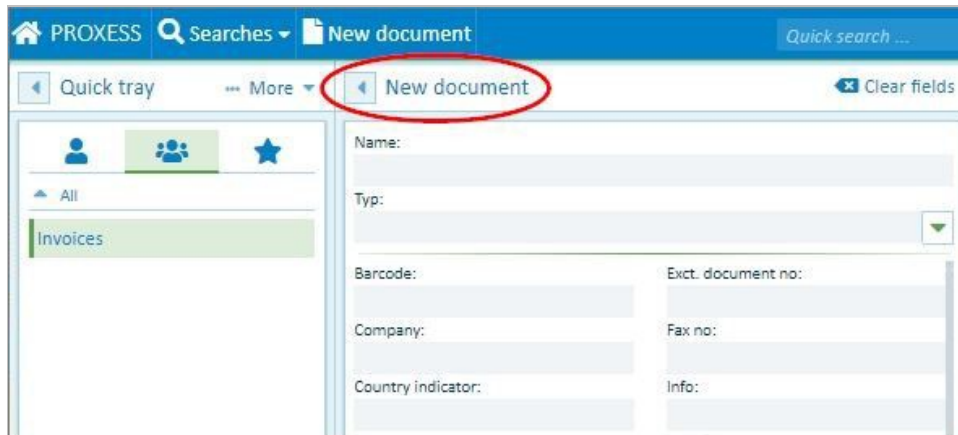 PROXESS Searches New document Quick search ...
Quick tray ... More New document Clear fields
Name:
All
Typ:
Invoices
Barcode: Exct. document no:
Company: Fax no:
Country indicator: Info: